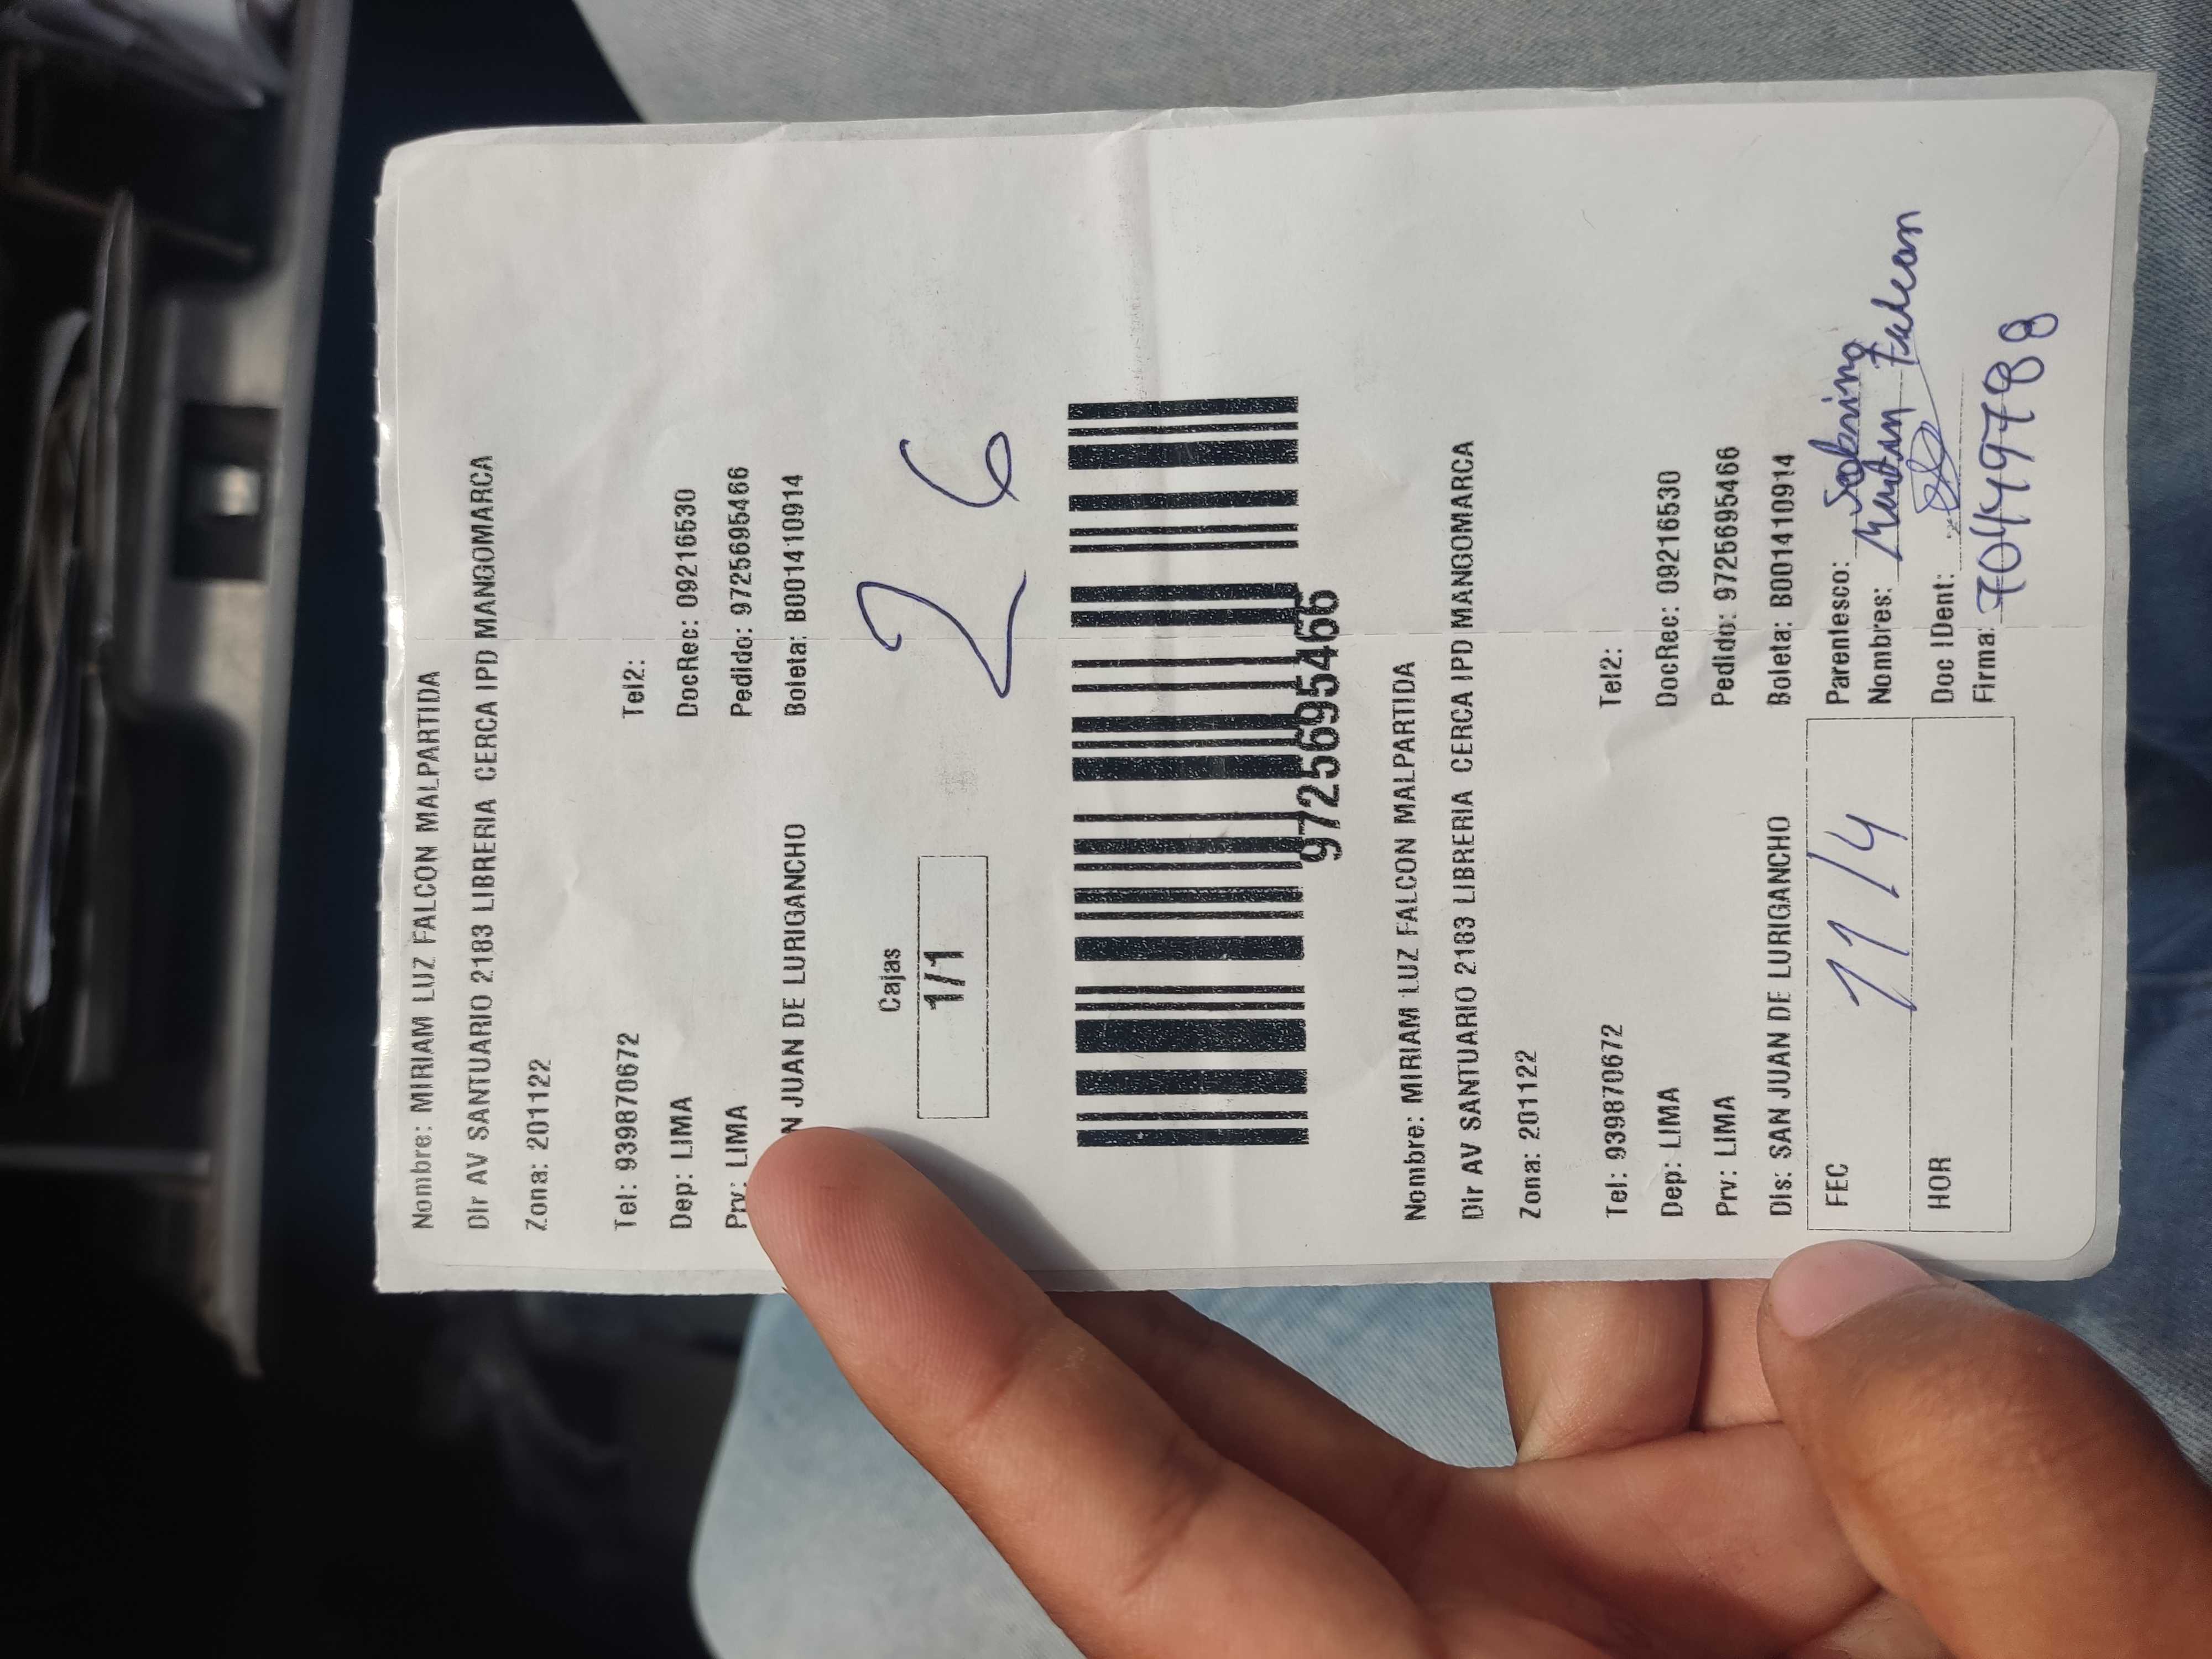 Nombre: MIRIAM LUZ FALCON MALPARTIDA
Dir AV SANTUARIO 2183 LIBRERIA CERCA IPD MANGOMARCA
Zona: 201122
Tel: 939870672 Tel2:
Dep: LIMA DocRec: 09216530
Prv: LIMA Pedido: 9725695466
N JUAN DE LURIGANCHO Boleta: B001410914
Cajas
1/1
26
9725695466
Nombre: MIRIAM LUZ FALCON MALPARTIDA
Dir AV SANTUARIO 2183 LIBRERIA CERCA IPD MANGOMARCA
Zona: 201122
Tel: 939870672 Tel2:
Dep: LIMA DocRec: 09216530
Prv: LIMA Pedido: 9725695466
Dis: SAN JUAN DE LURIGANCHO Boleta: B001410914
FEC 11/4 Parentesco:
Nombres:
HOR Doc IDent:
Firma: 70449788